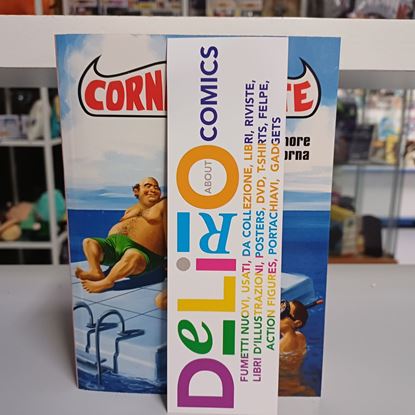 CORN
TE
nore
orna
DeLiRiO
ABOUT COMICS
FUMETTI NUOVI, USATI, DA COLLEZIONE, LIBRI, RIVISTE,
LIBRI D'ILLUSTRAZIONI, POSTERS, DVD, T-SHIRTS, FELPE,
ACTION FIGURES, PORTACHIAVI, GADGETS